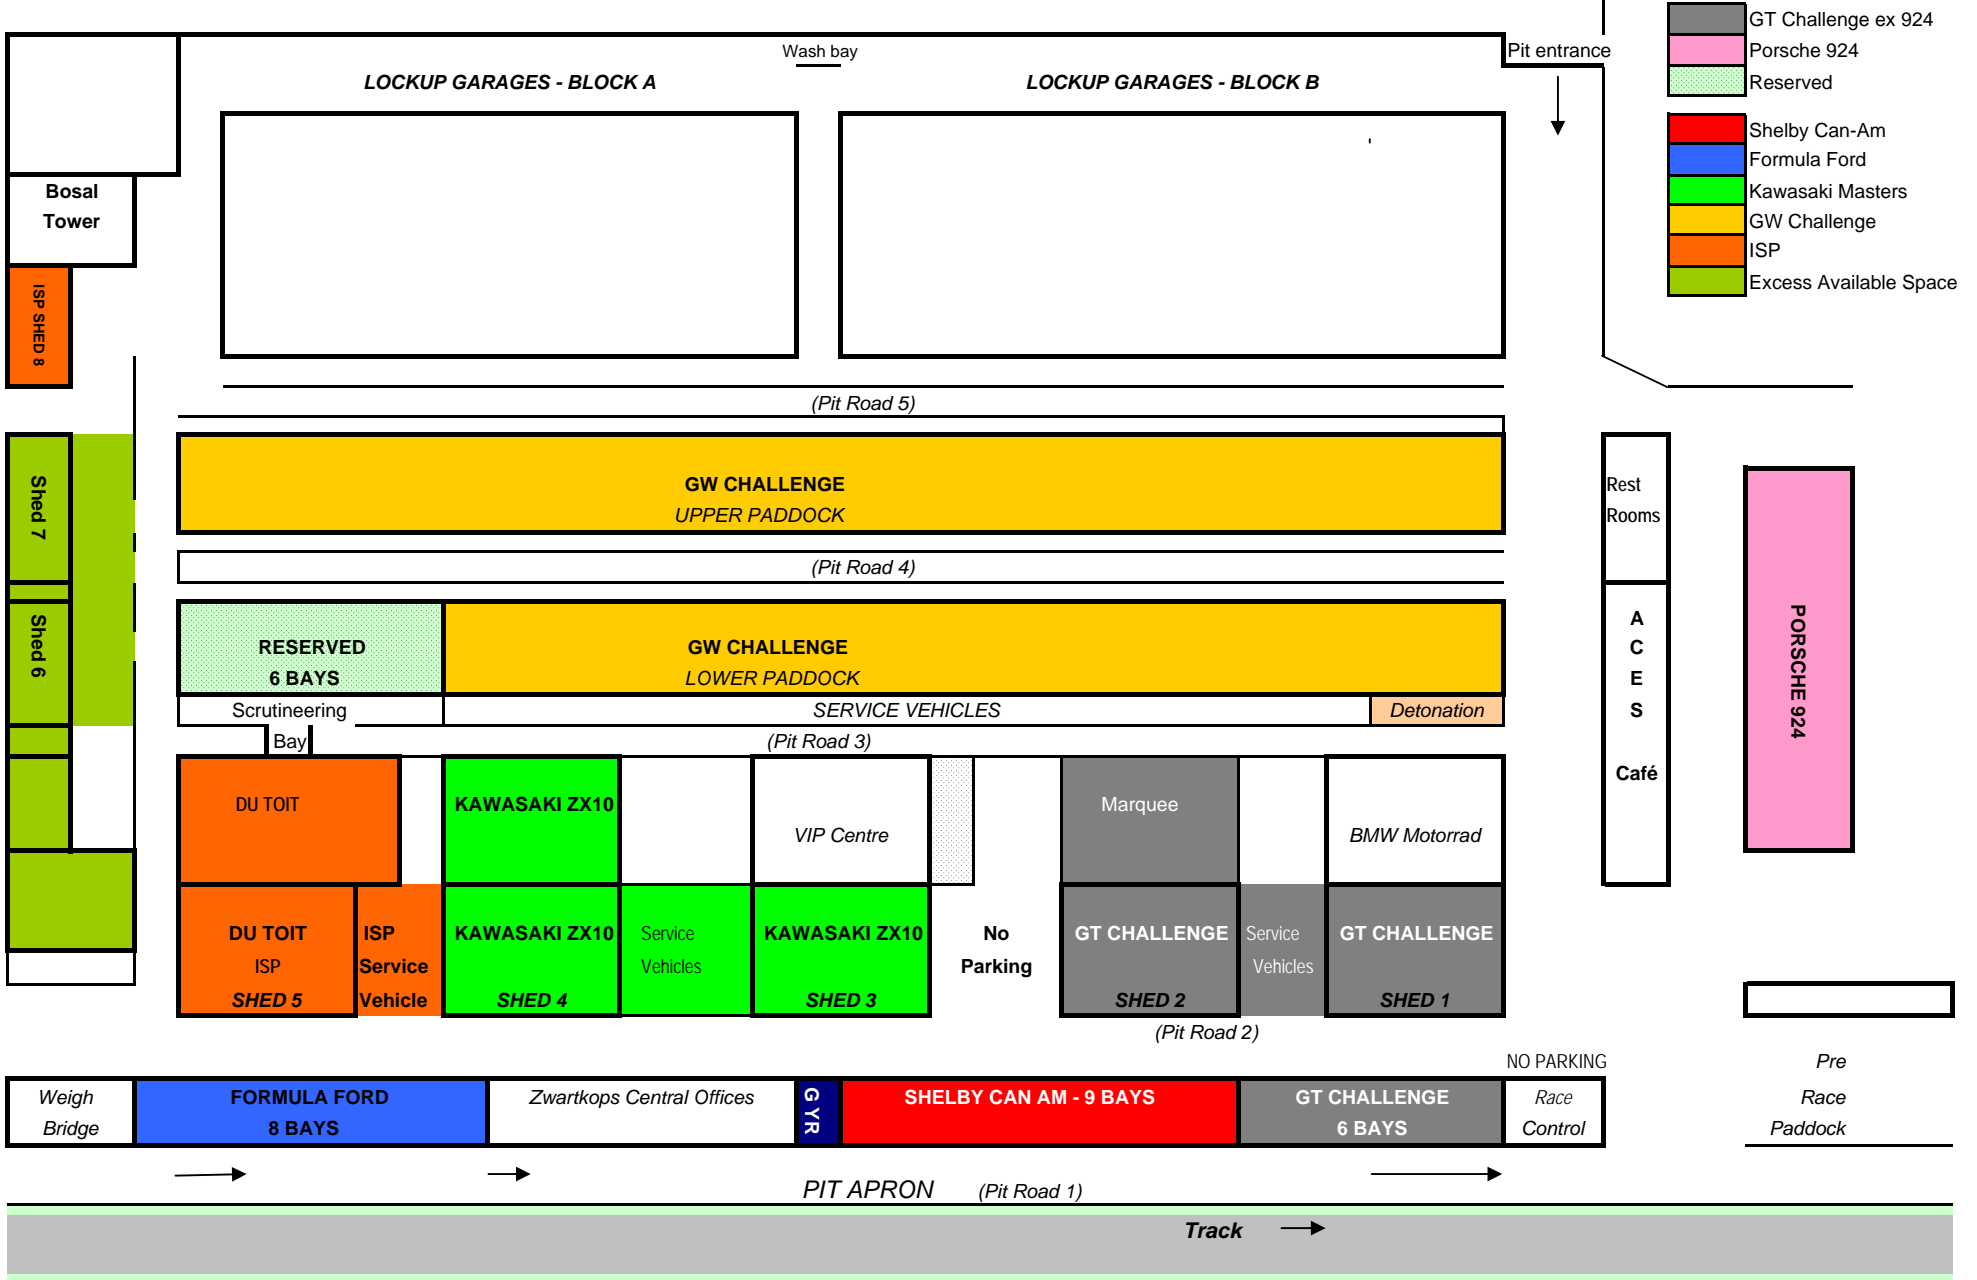 GT Challenge ex 924
Wash bay
Pit entrance
Porsche 924
LOCKUP GARAGES - BLOCK A
LOCKUP GARAGES - BLOCK B
Reserved
Shelby Can-Am
Formula Ford
Bosal
Tower
Kawasaki Masters
GW Challenge
ISP
Excess Available Space
ISP SHED 8
(Pit Road 5)
Shed 7
GW CHALLENGE
UPPER PADDOCK
Rest
Rooms
(Pit Road 4)
Shed 6
RESERVED
6 BAYS
GW CHALLENGE
LOWER PADDOCK
A
C
E
S
Café
PORSCHE 924
Scrutineering
Bay
SERVICE VEHICLES
Detonation
(Pit Road 3)
DU TOIT
KAWASAKI ZX10
VIP Centre
Marquee
BMW Motorrad
DU TOIT
ISP
SHED 5
ISP
Service
Vehicle
KAWASAKI ZX10
SHED 4
Service
Vehicles
KAWASAKI ZX10
SHED 3
No
Parking
GT CHALLENGE
SHED 2
Service
Vehicles
GT CHALLENGE
SHED 1
(Pit Road 2)
NO PARKING
Pre
Race
Paddock
Weigh
Bridge
FORMULA FORD
8 BAYS
Zwartkops Central Offices
G YR
SHELBY CAN AM - 9 BAYS
GT CHALLENGE
6 BAYS
Race
Control
PIT APRON (Pit Road 1)
Track